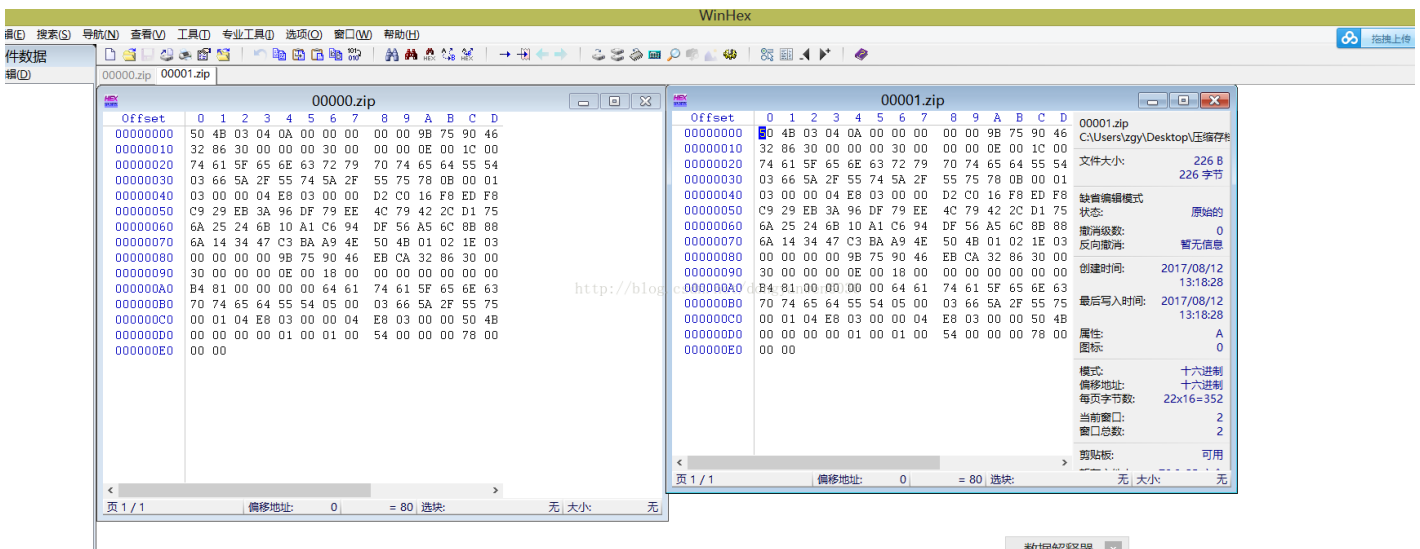 WinHex
辑(E) 搜索(S) 导航(N) 查看(V) 工具(T) 专业工具(I) 选项(O) 窗口(W) 帮助(H)
拖拽上传
件数据
辑(D)
00000.zip 00001.zip
00000.zip
Offset 0 1 2 3 4 5 6 7 8 9 A B C D
00000000 50 4B 03 04 0A 00 00 00 00 00 9B 75 90 46
00000010 32 86 30 00 00 00 30 00 00 00 0E 00 1C 00
00000020 74 61 5F 65 6E 63 72 79 70 74 65 64 55 54
00000030 03 66 5A 2F 55 74 5A 2F 55 75 78 0B 00 01
00000040 03 00 00 04 E8 03 00 00 D2 C0 16 F8 ED F8
00000050 C9 29 EB 3A 96 DF 79 EE 4C 79 42 2C D1 75
00000060 6A 25 24 6B 10 A1 C6 94 DF 56 A5 6C 8B 88
00000070 6A 14 34 47 C3 BA A9 4E 50 4B 01 02 1E 03
00000080 00 00 00 00 9B 75 90 46 EB CA 32 86 30 00
00000090 30 00 00 00 0E 00 18 00 00 00 00 00 00 00
000000A0 B4 81 00 00 00 00 64 61 74 61 5F 65 6E 63
000000B0 70 74 65 64 55 54 05 00 03 66 5A 2F 55 75
000000C0 00 01 04 E8 03 00 00 04 E8 03 00 00 50 4B
000000D0 00 00 00 00 01 00 01 00 54 00 00 00 78 00
000000E0 00 00
页 1 / 1 偏移地址: 0 = 80 选块: 无 大小: 无
00001.zip
Offset 0 1 2 3 4 5 6 7 8 9 A B C D
00000000 50 4B 03 04 0A 00 00 00 00 00 9B 75 90 46
00000010 32 86 30 00 00 00 30 00 00 00 0E 00 1C 00
00000020 74 61 5F 65 6E 63 72 79 70 74 65 64 55 54
00000030 03 66 5A 2F 55 74 5A 2F 55 75 78 0B 00 01
00000040 03 00 00 04 E8 03 00 00 D2 C0 16 F8 ED F8
00000050 C9 29 EB 3A 96 DF 79 EE 4C 79 42 2C D1 75
00000060 6A 25 24 6B 10 A1 C6 94 DF 56 A5 6C 8B 88
00000070 6A 14 34 47 C3 BA A9 4E 50 4B 01 02 1E 03
00000080 00 00 00 00 9B 75 90 46 EB CA 32 86 30 00
00000090 30 00 00 00 0E 00 18 00 00 00 00 00 00 00
000000A0 B4 81 00 00 00 00 64 61 74 61 5F 65 6E 63
000000B0 70 74 65 64 55 54 05 00 03 66 5A 2F 55 75
000000C0 00 01 04 E8 03 00 00 04 E8 03 00 00 50 4B
000000D0 00 00 00 00 01 00 01 00 54 00 00 00 78 00
000000E0 00 00
页 1 / 1 偏移地址: 0 = 80 选块: 无 大小: 无
00001.zip
C:\Users\zgy\Desktop\压缩存档
文件大小: 226 B
226 字节
缺省编辑模式
状态: 原始的
撤消级数: 0
反向撤消: 暂无信息
创建时间: 2017/08/12
13:18:28
最后写入时间: 2017/08/12
13:18:28
属性: A
图标: 0
模式: 十六进制
偏移地址: 十六进制
每页字节数: 22x16=352
当前窗口: 2
窗口总数: 2
剪贴板: 可用
http://blog
数据解释器